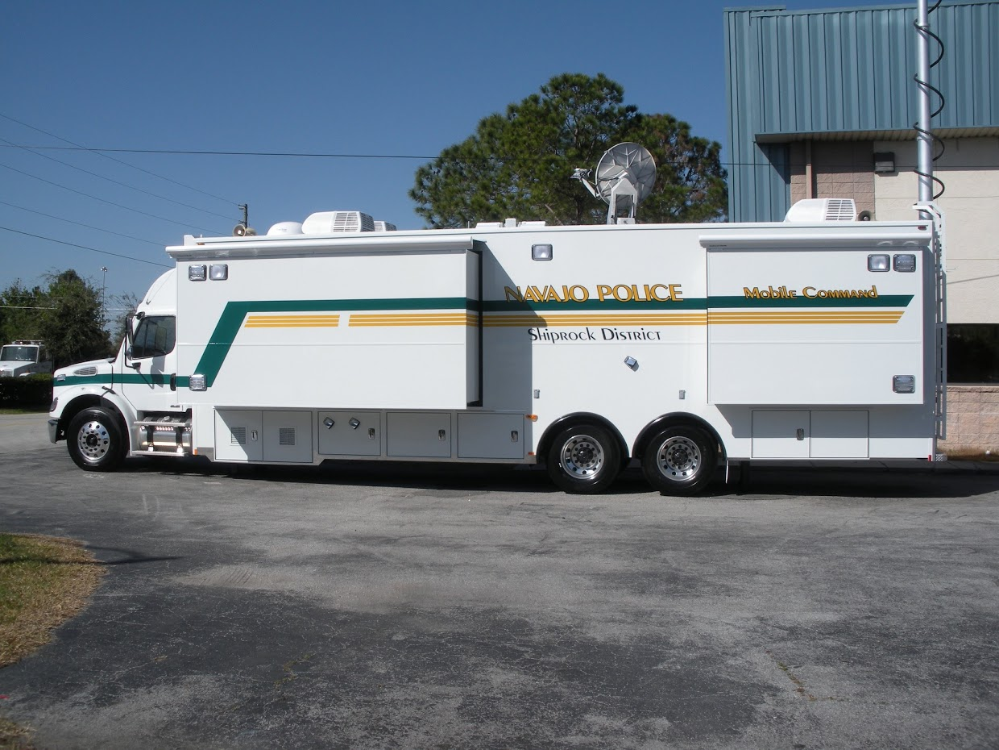 NAVAJO POLICE
Mobile Command
Shiprock District